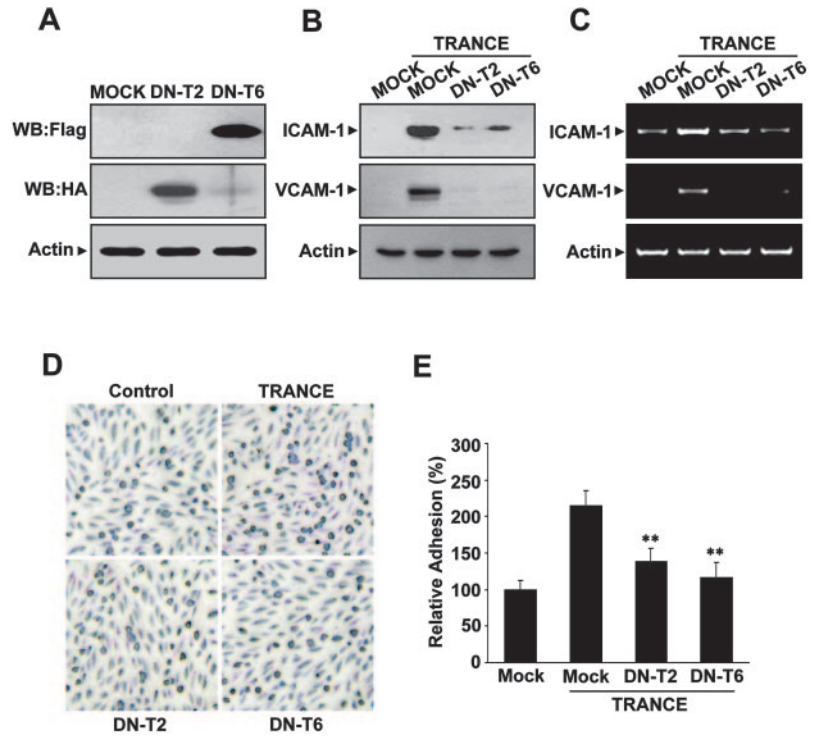 A
MOCK DN-T2 DN-T6
WB:Flag
WB:HA
Actin
B
TRANCE
MOCK MOCK DN-T2 DN-T6
ICAM-1
VCAM-1
Actin
C
TRANCE
MOCK MOCK DN-T2 DN-T6
ICAM-1
VCAM-1
Actin
D
Control TRANCE
DN-T2 DN-T6
E
Relative Adhesion (%)
300
250
200
150
100
50
0
** **
Mock Mock DN-T2 DN-T6
TRANCE